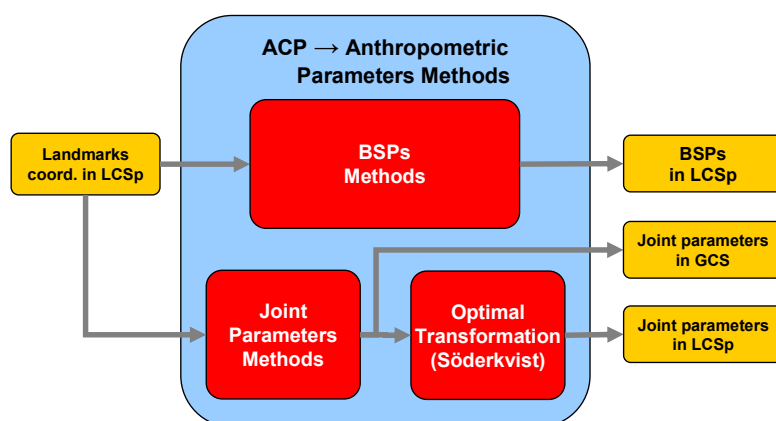 ACP → Anthropometric
Parameters Methods
Landmarks
coord. in LCSp
BSPs
Methods
BSPs
in LCSp
Joint parameters
in GCS
Joint
Parameters
Methods
Optimal
Transformation
(Söderkvist)
Joint parameters
in LCSp